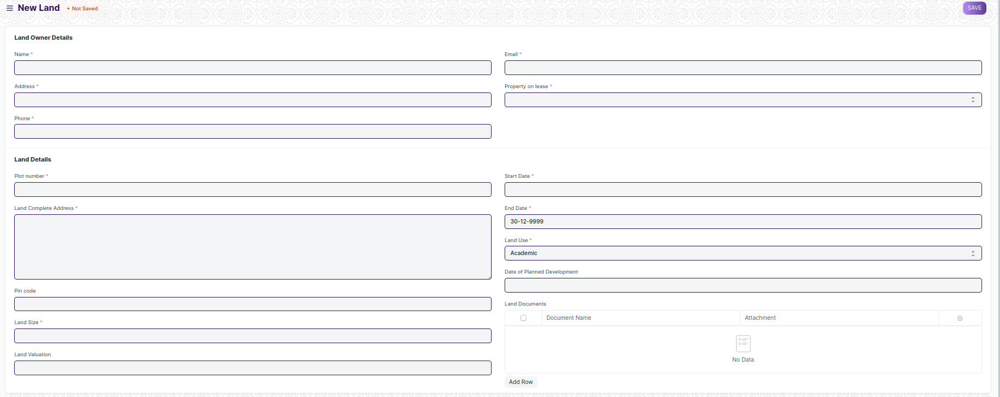 New Land
• Not Saved
SAVE
Land Owner Details
Name *
Email *
Address *
Property on lease *
Phone *
Land Details
Plot number *
Start Date *
Land Complete Address *
End Date *
30-12-9999
Land Use *
Academic
Date of Planned Development
Pin code
Land Documents
Document Name
Attachment
Land Size *
No Data
Land Valuation
Add Row